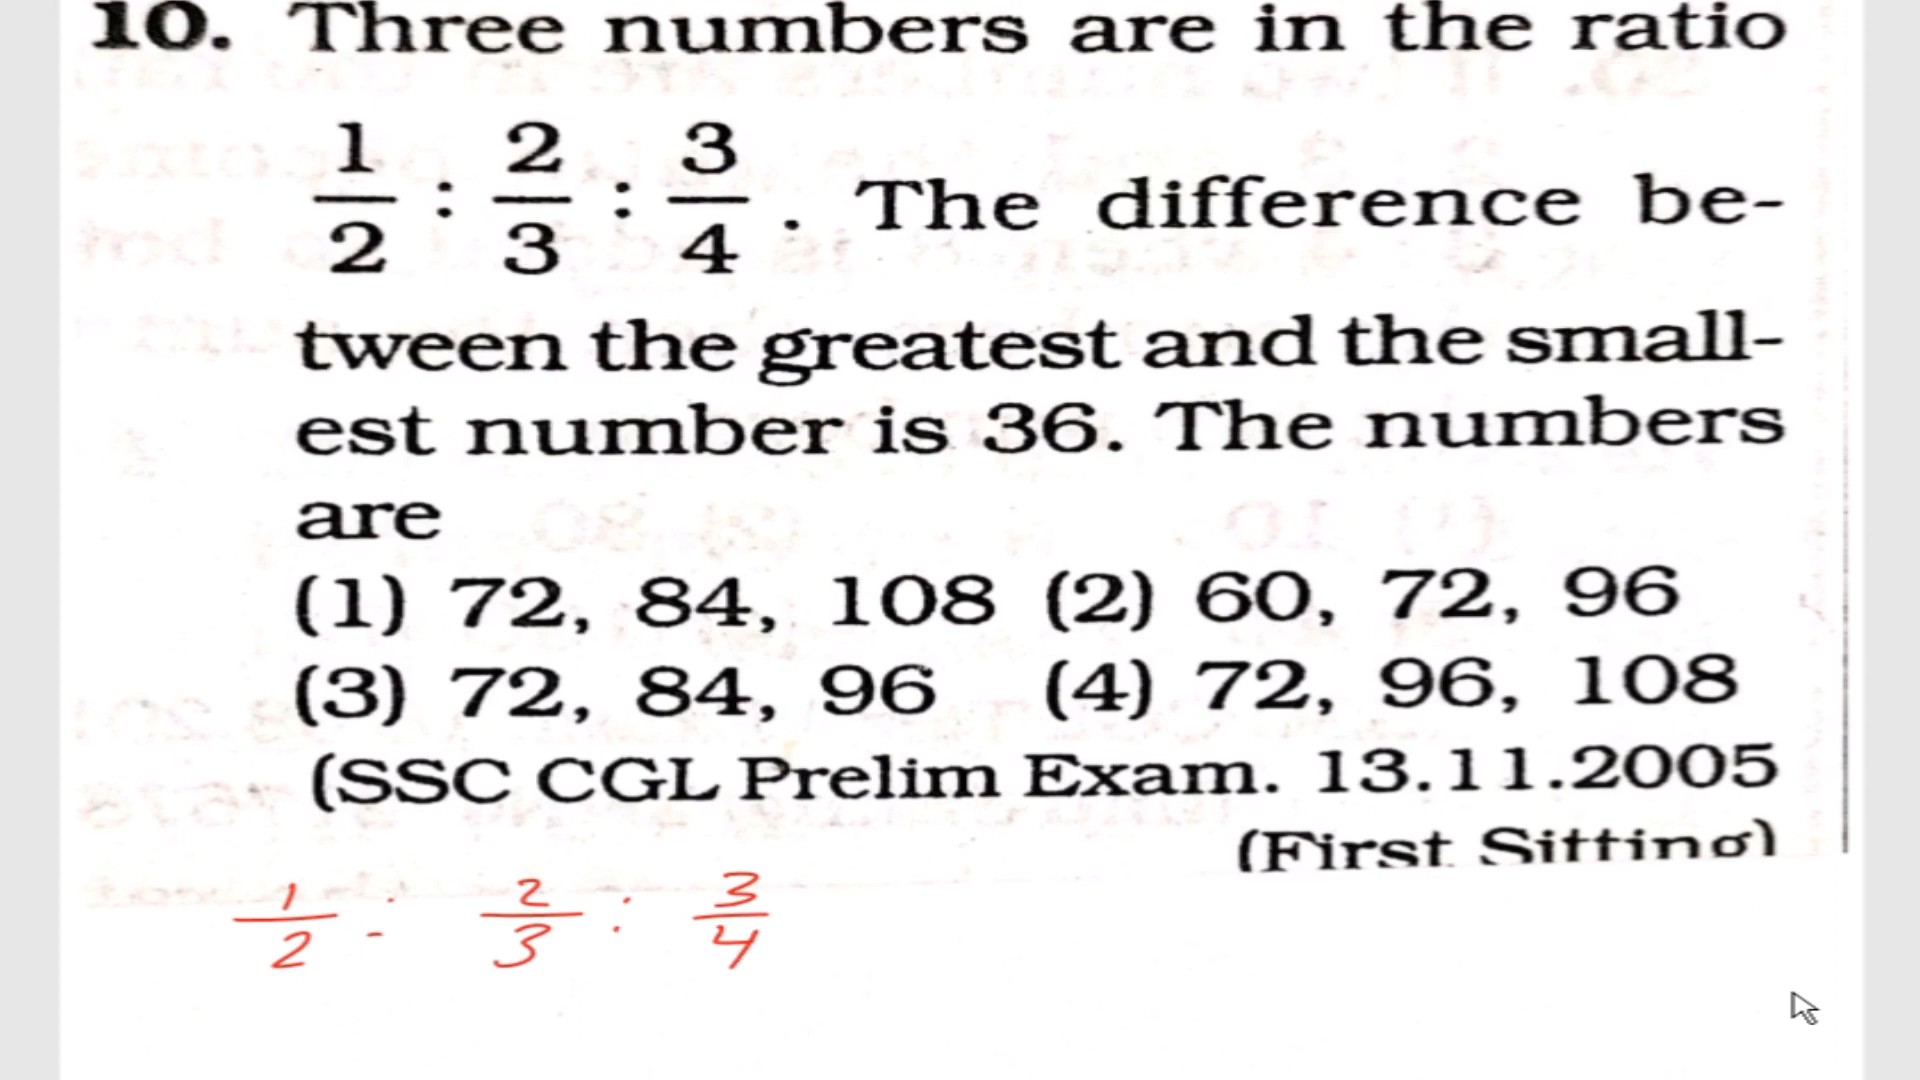 10. Three numbers are in the ratio
1/2 : 2/3 : 3/4 . The difference be-
tween the greatest and the small-
est number is 36. The numbers
are
(1) 72, 84, 108 (2) 60, 72, 96
(3) 72, 84, 96 (4) 72, 96, 108
(SSC CGL Prelim Exam. 13.11.2005
(First Sitting)
1/2 : 2/3 : 3/4